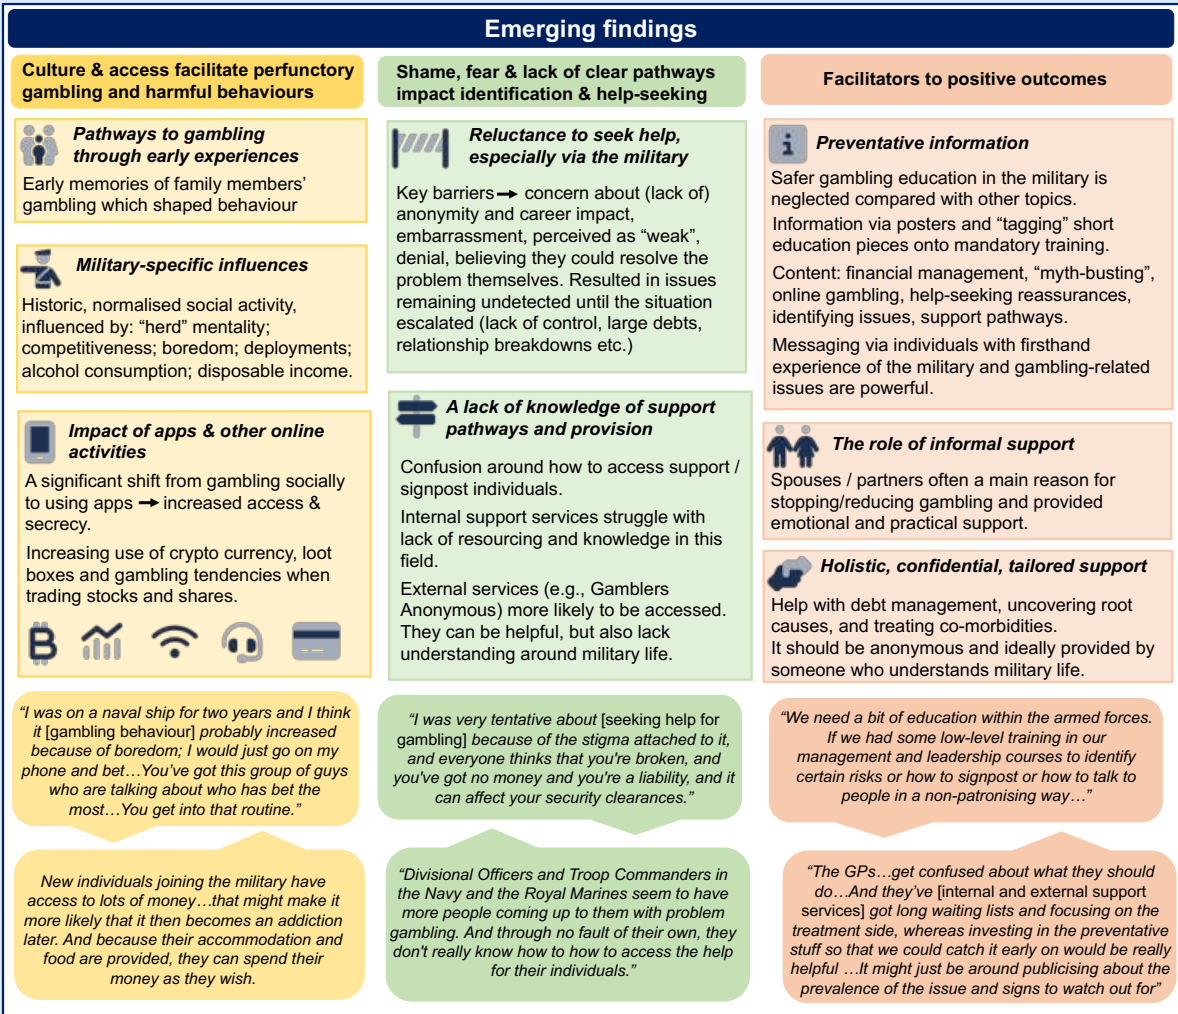 Emerging findings
Culture & access facilitate perfunctory
gambling and harmful behaviours
Pathways to gambling
through early experiences
Early memories of family members’
gambling which shaped behaviour
Military-specific influences
Historic, normalised social activity,
influenced by: “herd” mentality;
competitiveness; boredom; deployments;
alcohol consumption; disposable income.
Impact of apps & other online
activities
A significant shift from gambling socially
to using apps → increased access &
secrecy.
Increasing use of crypto currency, loot
boxes and gambling tendencies when
trading stocks and shares.
“I was on a naval ship for two years and I think
it [gambling behaviour] probably increased
because of boredom; I would just go on my
phone and bet…You’ve got this group of guys
who are talking about who has bet the
most…You get into that routine.”
New individuals joining the military have
access to lots of money…that might make it
more likely that it then becomes an addiction
later. And because their accommodation and
food are provided, they can spend their
money as they wish.
Shame, fear & lack of clear pathways
impact identification & help-seeking
Reluctance to seek help,
especially via the military
Key barriers → concern about (lack of)
anonymity and career impact,
embarrassment, perceived as “weak”,
denial, believing they could resolve the
problem themselves. Resulted in issues
remaining undetected until the situation
escalated (lack of control, large debts,
relationship breakdowns etc.)
A lack of knowledge of support
pathways and provision
Confusion around how to access support /
signpost individuals.
Internal support services struggle with
lack of resourcing and knowledge in this
field.
External services (e.g., Gamblers
Anonymous) more likely to be accessed.
They can be helpful, but also lack
understanding around military life.
“I was very tentative about [seeking help for
gambling] because of the stigma attached to it,
and everyone thinks that you're broken, and
you've got no money and you're a liability, and it
can affect your security clearances.”
“Divisional Officers and Troop Commanders in
the Navy and the Royal Marines seem to have
more people coming up to them with problem
gambling. And through no fault of their own, they
don't really know how to how to access the help
for their individuals.”
Facilitators to positive outcomes
Preventative information
Safer gambling education in the military is
neglected compared with other topics.
Information via posters and “tagging” short
education pieces onto mandatory training.
Content: financial management, “myth-busting”,
online gambling, help-seeking reassurances,
identifying issues, support pathways.
Messaging via individuals with firsthand
experience of the military and gambling-related
issues are powerful.
The role of informal support
Spouses / partners often a main reason for
stopping/reducing gambling and provided
emotional and practical support.
Holistic, confidential, tailored support
Help with debt management, uncovering root
causes, and treating co-morbidities.
It should be anonymous and ideally provided by
someone who understands military life.
“We need a bit of education within the armed forces.
If we had some low-level training in our
management and leadership courses to identify
certain risks or how to signpost or how to talk to
people in a non-patronising way…”
“The GPs…get confused about what they should
do…And they’ve [internal and external support
services] got long waiting lists and focusing on the
treatment side, whereas investing in the preventative
stuff so that we could catch it early on would be really
helpful …It might just be around publicising about the
prevalence of the issue and signs to watch out for”